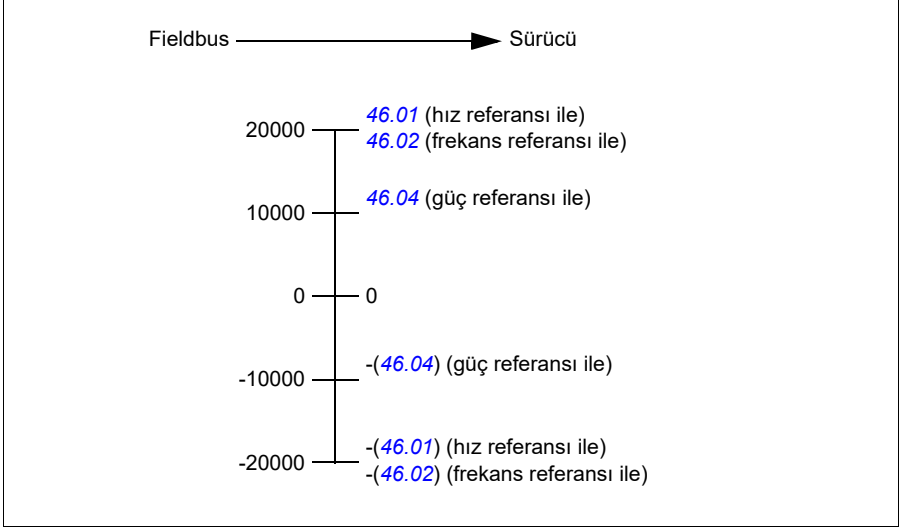 Fieldbus Sürücü
46.01 (hız referansı ile)
20000
46.02 (frekans referansı ile)
46.04 (güç referansı ile)
10000
0 0
-(46.04) (güç referansı ile)
-10000
-(46.01) (hız referansı ile)
-20000
-(46.02) (frekans referansı ile)